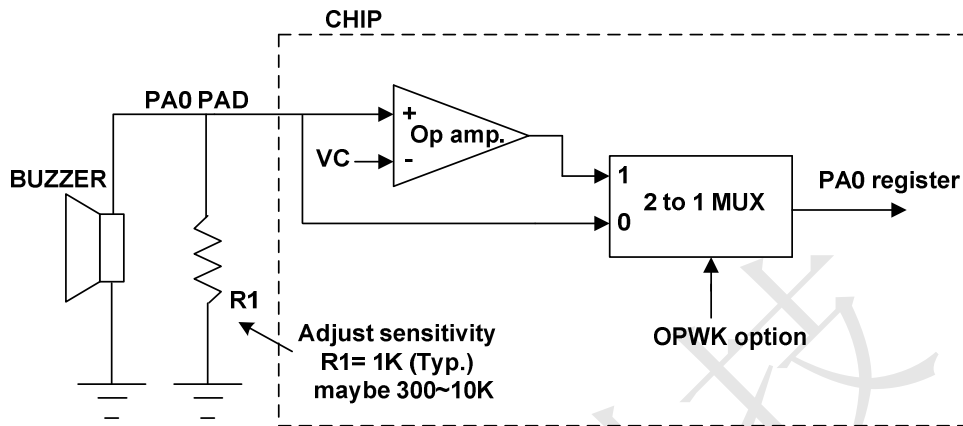 CHIP
PA0 PAD
+
Op amp.
VC
-
BUZZER
1
2 to 1 MUX
0
PA0 register
R1
Adjust sensitivity
R1= 1K (Typ.)
maybe 300~10K
OPWK option
技